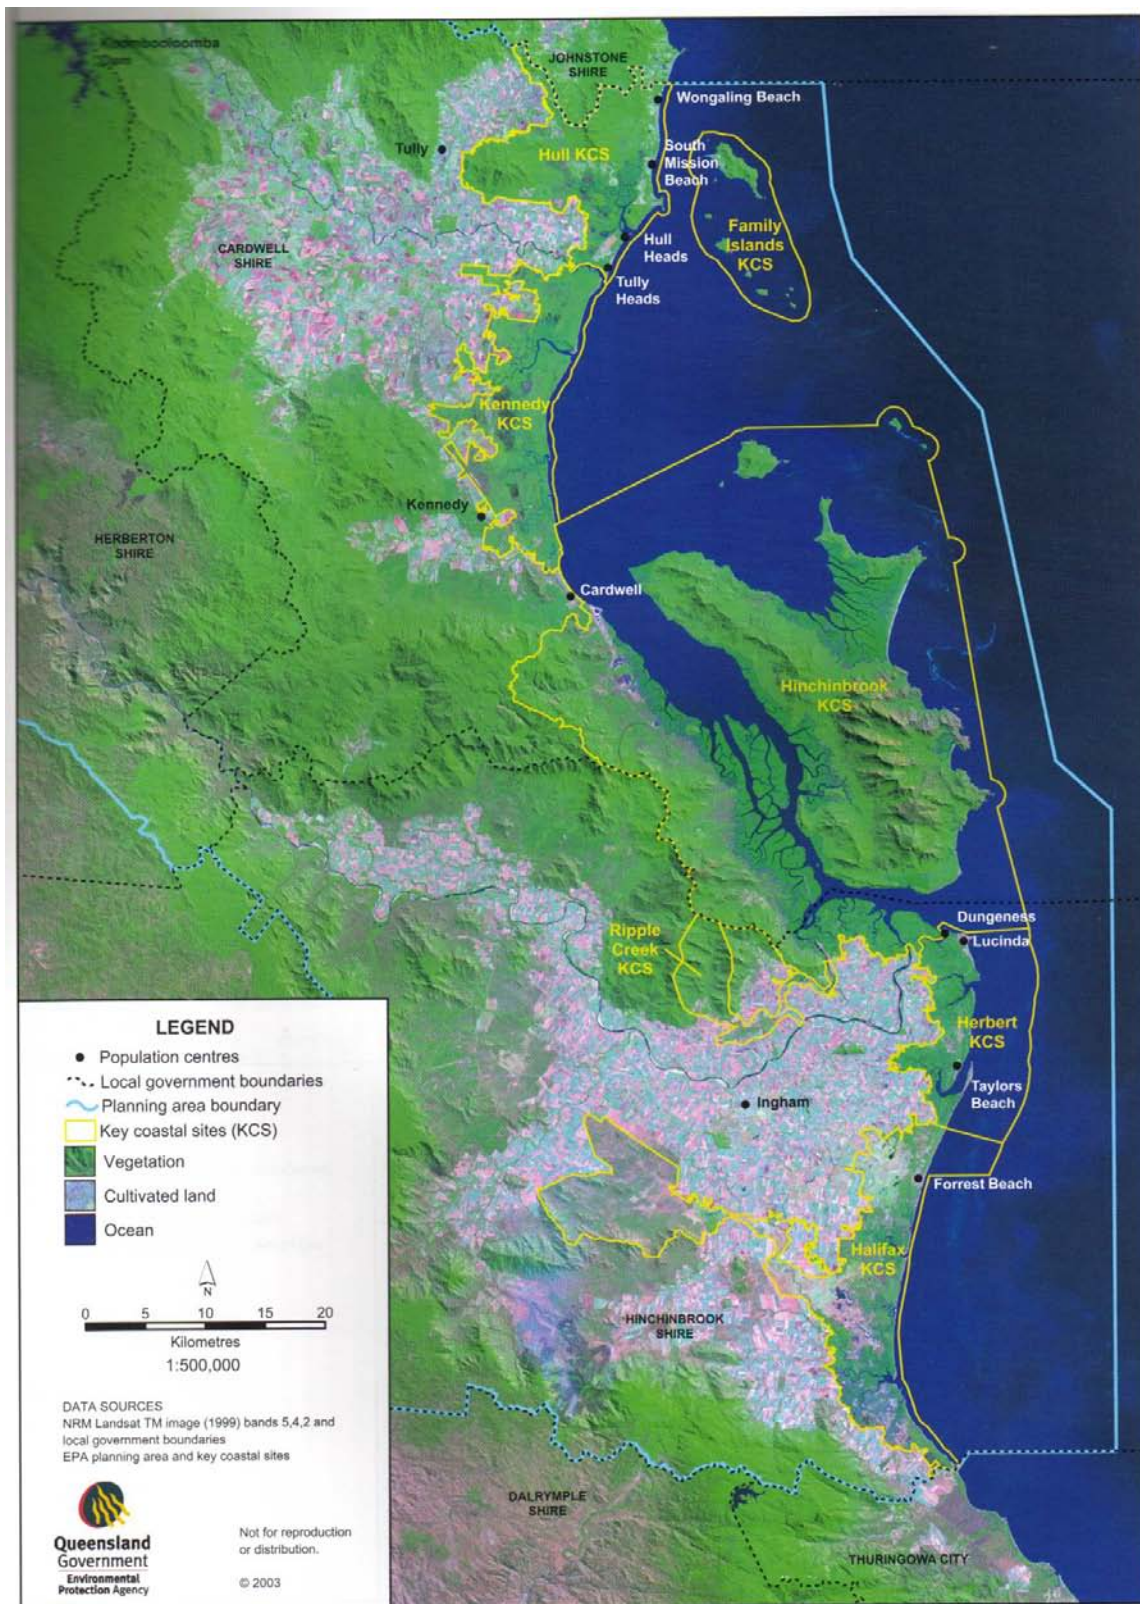 Koombooloomba
JOHNSTONE
SHIRE
Wongaling Beach
Tully
Hull KCS
South
Mission
Beach
CARDWELL
SHIRE
Family
Islands
KCS
Hull
Heads
Tully
Heads
Kennedy
KCS
Kennedy
HERBERTON
SHIRE
Cardwell
Hinchinbrook
KCS
Dungeness
Lucinda
Ripple
Creek
KCS
Herbert
KCS
Taylors
Beach
Ingham
Forrest Beach
Halifax
KCS
HINCHINBROOK
SHIRE
DALRYMPLE
SHIRE
THURINGOWA CITY
LEGEND
Population centres
Local government boundaries
Planning area boundary
Key coastal sites (KCS)
Vegetation
Cultivated land
Ocean
N
0 5 10 15 20
Kilometres
1:500,000
DATA SOURCES
NRM Landsat TM image (1999) bands 5,4,2 and
local government boundaries
EPA planning area and key coastal sites
Queensland
Government
Environmental
Protection Agency
Not for reproduction
or distribution.
© 2003